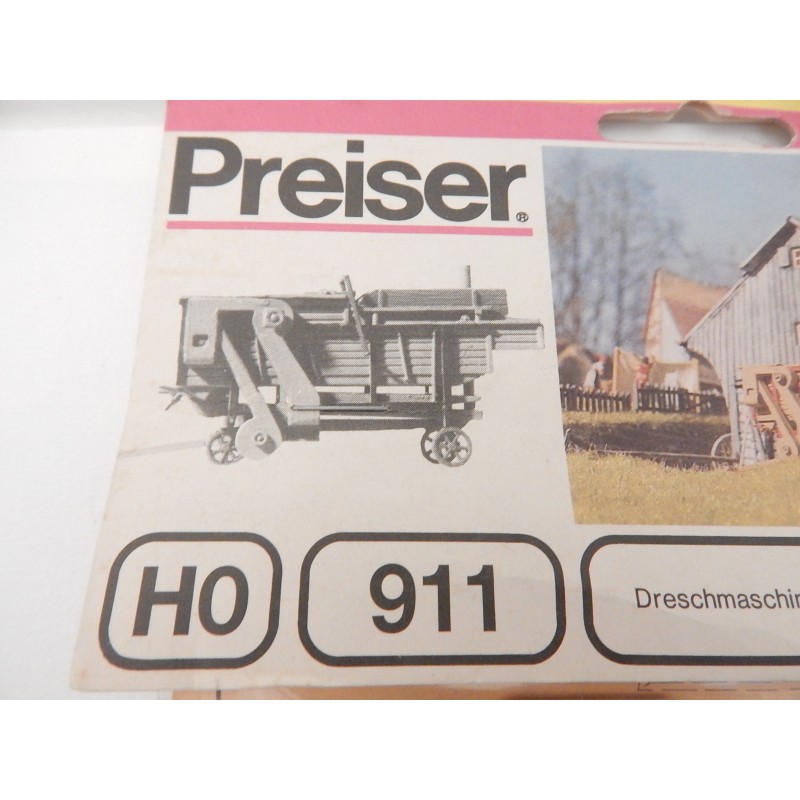 Preiser®
H0
911
Dreschmaschin